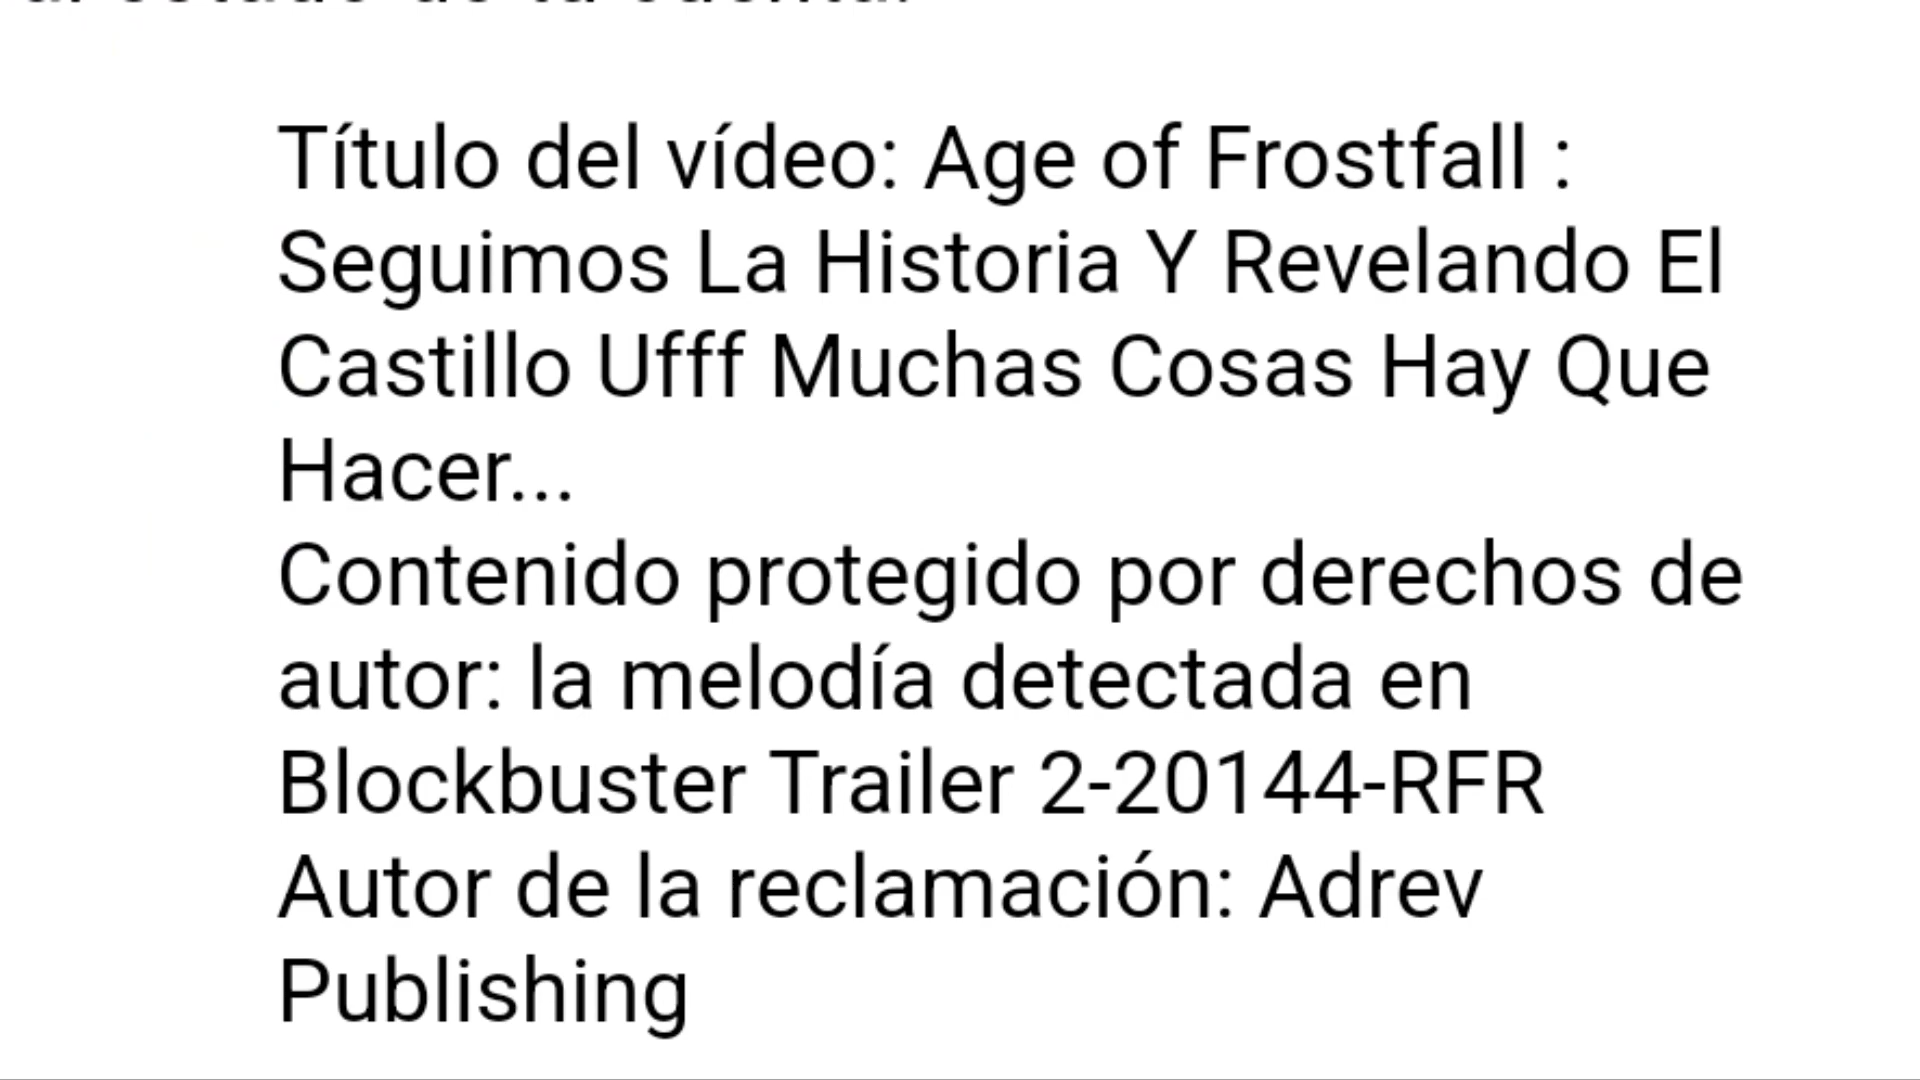 Título del vídeo: Age of Frostfall :
Seguimos La Historia Y Revelando El
Castillo Ufff Muchas Cosas Hay Que
Hacer...
Contenido protegido por derechos de
autor: la melodía detectada en
Blockbuster Trailer 2-20144-RFR
Autor de la reclamación: Adrev
Publishing